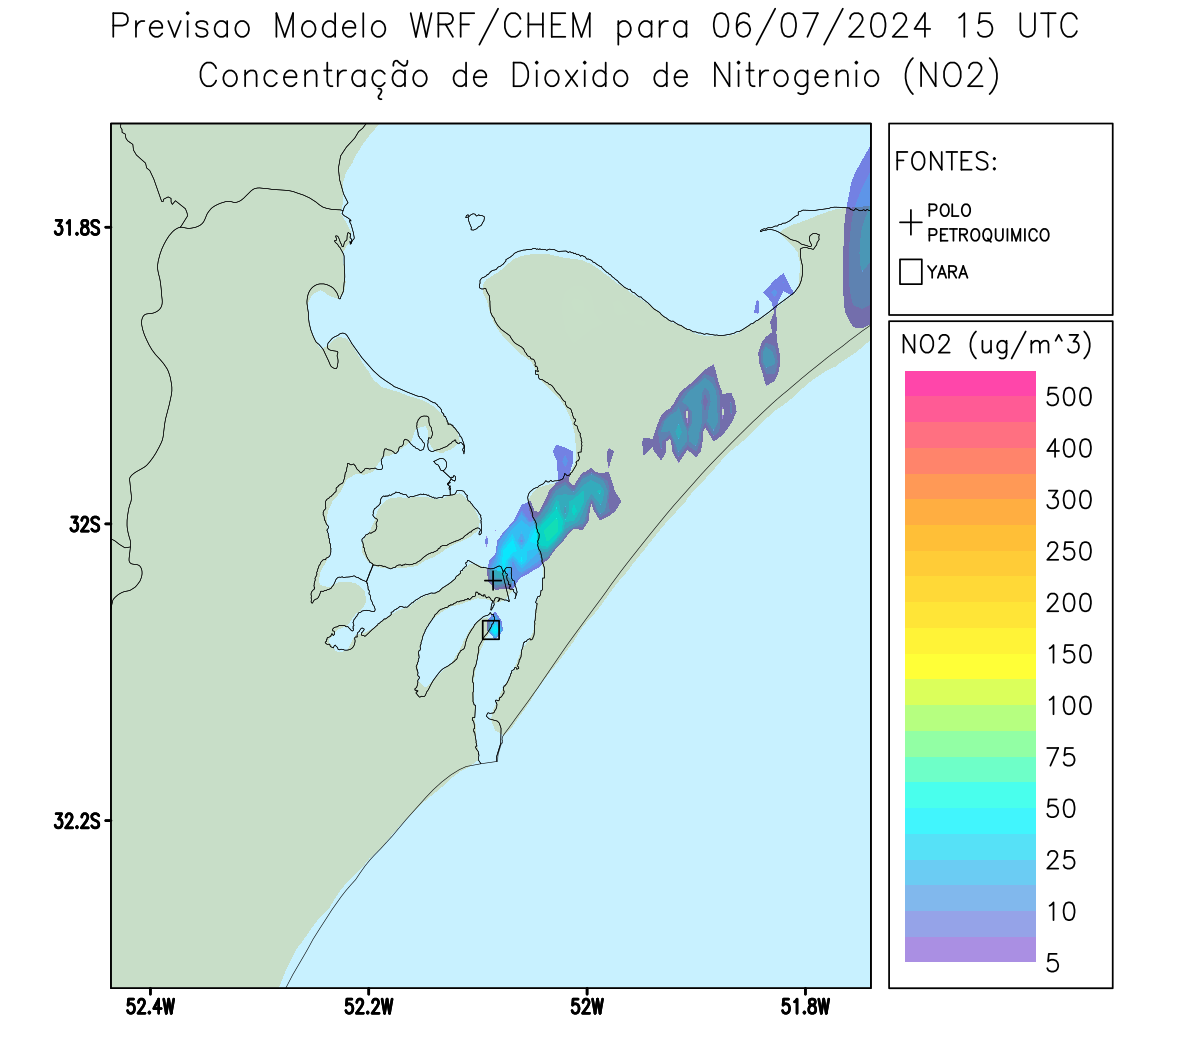 Previsao Modelo WRF/CHEM para 06/07/2024 15 UTC
Concentração de Dioxido de Nitrogenio (NO2)
FONTES:
POLO
PETROQUIMICO
YARA
31.8S
32S
32.2S
52.4W
52.2W
52W
51.8W
NO2 (ug/m^3)
500
400
300
250
200
150
100
75
50
25
10
5